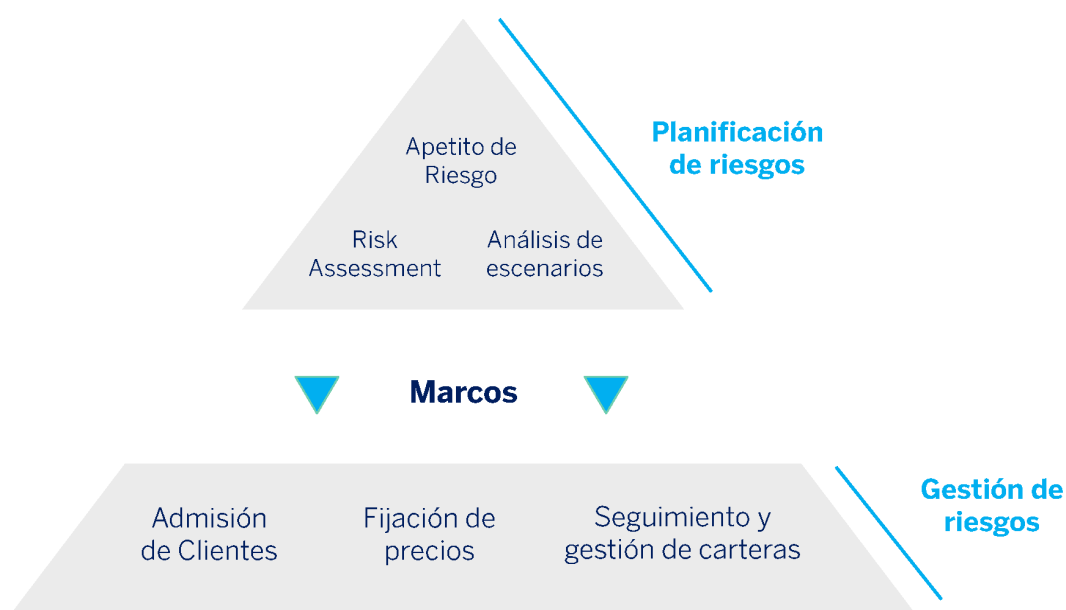 Apetito de
Riesgo
Planificación
de riesgos
Risk
Assessment
Análisis de
escenarios
Marcos
Admisión
de Clientes
Fijación de
precios
Seguimiento y
gestión de carteras
Gestión de
riesgos